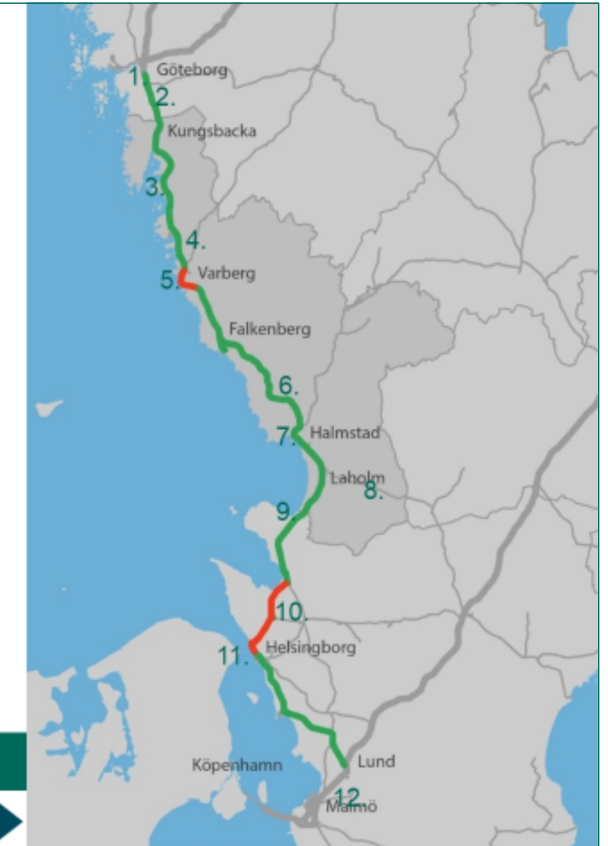 Göteborg
1.
2.
Kungsbacka
3.
4.
Varberg
5.
Falkenberg
6.
7.
Halmstad
Laholm
8.
9.
10.
Helsingborg
11.
Lund
Köpenhamn
12.
Malmö